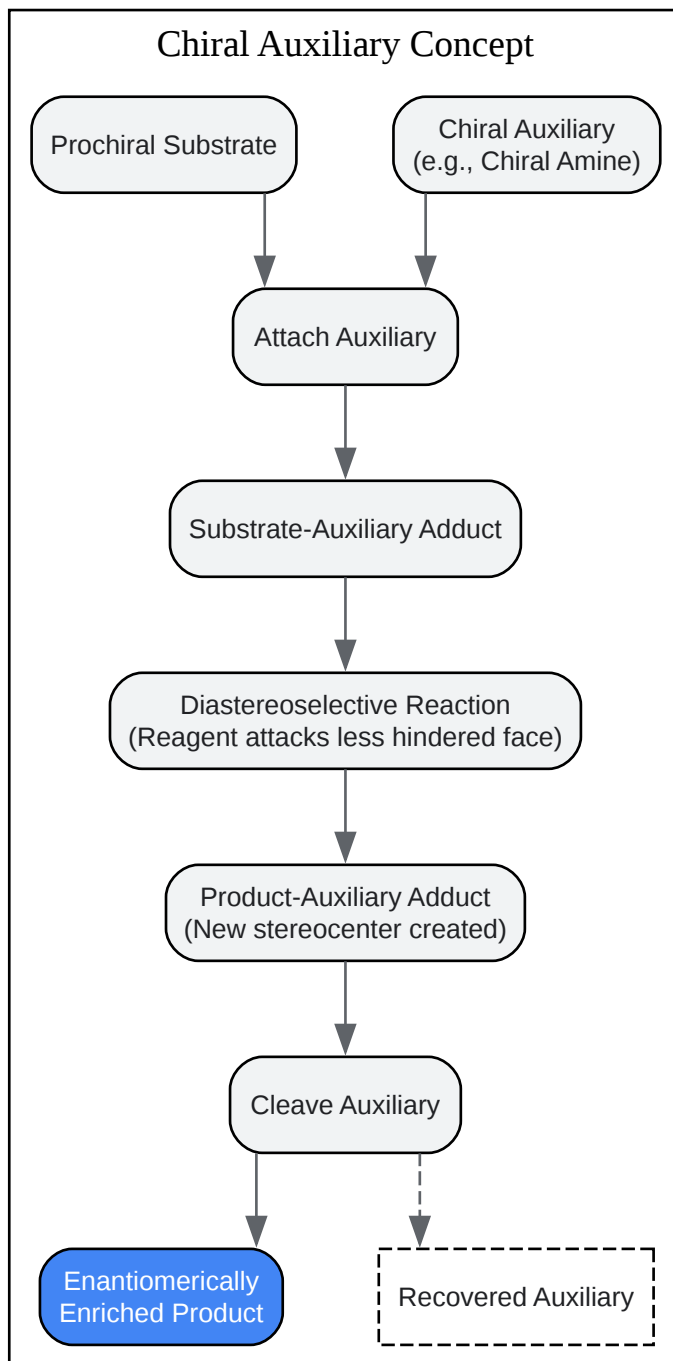 Chiral Auxiliary Concept
Prochiral Substrate
Chiral Auxiliary
(e.g., Chiral Amine)
Attach Auxiliary
Substrate-Auxiliary Adduct
Diastereoselective Reaction
(Reagent attacks less hindered face)
Product-Auxiliary Adduct
(New stereocenter created)
Cleave Auxiliary
Enantiomerically
Enriched Product
Recovered Auxiliary